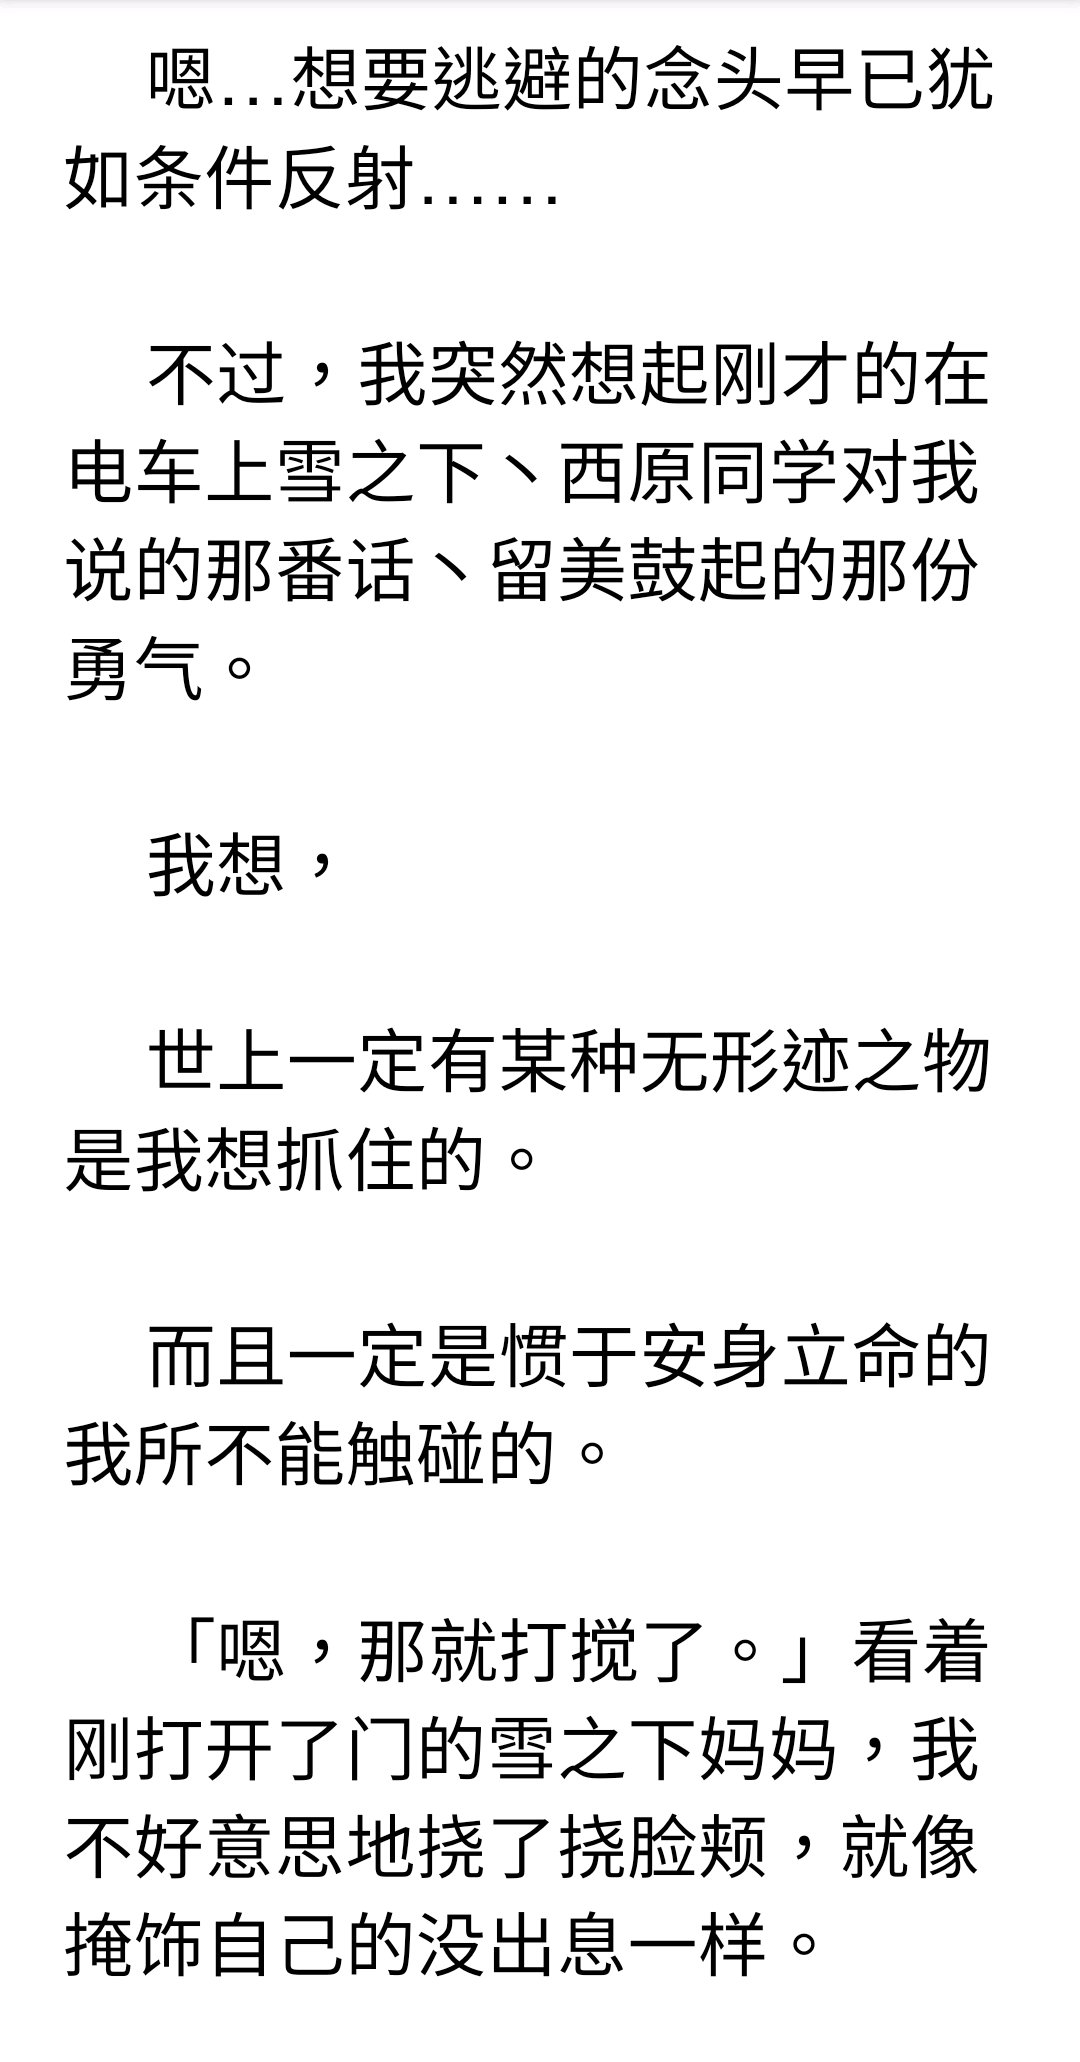 嗯…想要逃避的念头早已犹
如条件反射……
不过，我突然想起刚才的在
电车上雪之下、西原同学对我
说的那番话、留美鼓起的那份
勇气。
我想，
世上一定有某种无形迹之物
是我想抓住的。
而且一定是惯于安身立命的
我所不能触碰的。
「嗯，那就打搅了。」看着
刚打开了门的雪之下妈妈，我
不好意思地挠了挠脸颊，就像
掩饰自己的没出息一样。